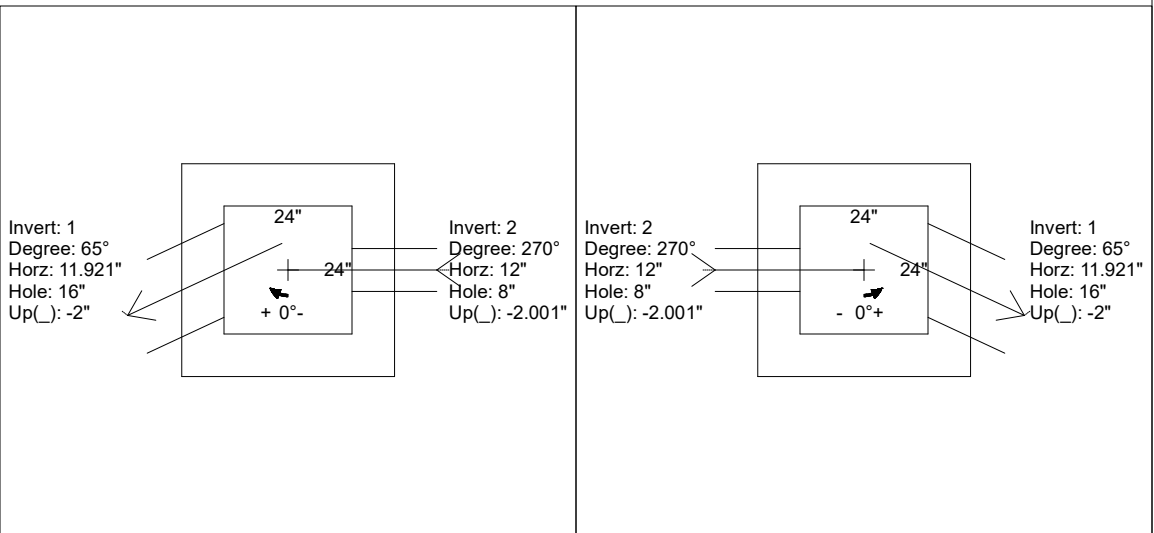 24"
Invert: 1
Degree: 65°
Horz: 11.921"
Hole: 16"
Up(_): -2"
24"
+ 0°-
Invert: 2
Degree: 270°
Horz: 12"
Hole: 8"
Up(_): -2.001"
Invert: 2
Degree: 270°
Horz: 12"
Hole: 8"
Up(_): -2.001"
24"
24"
- 0°+
Invert: 1
Degree: 65°
Horz: 11.921"
Hole: 16"
Up(_): -2"